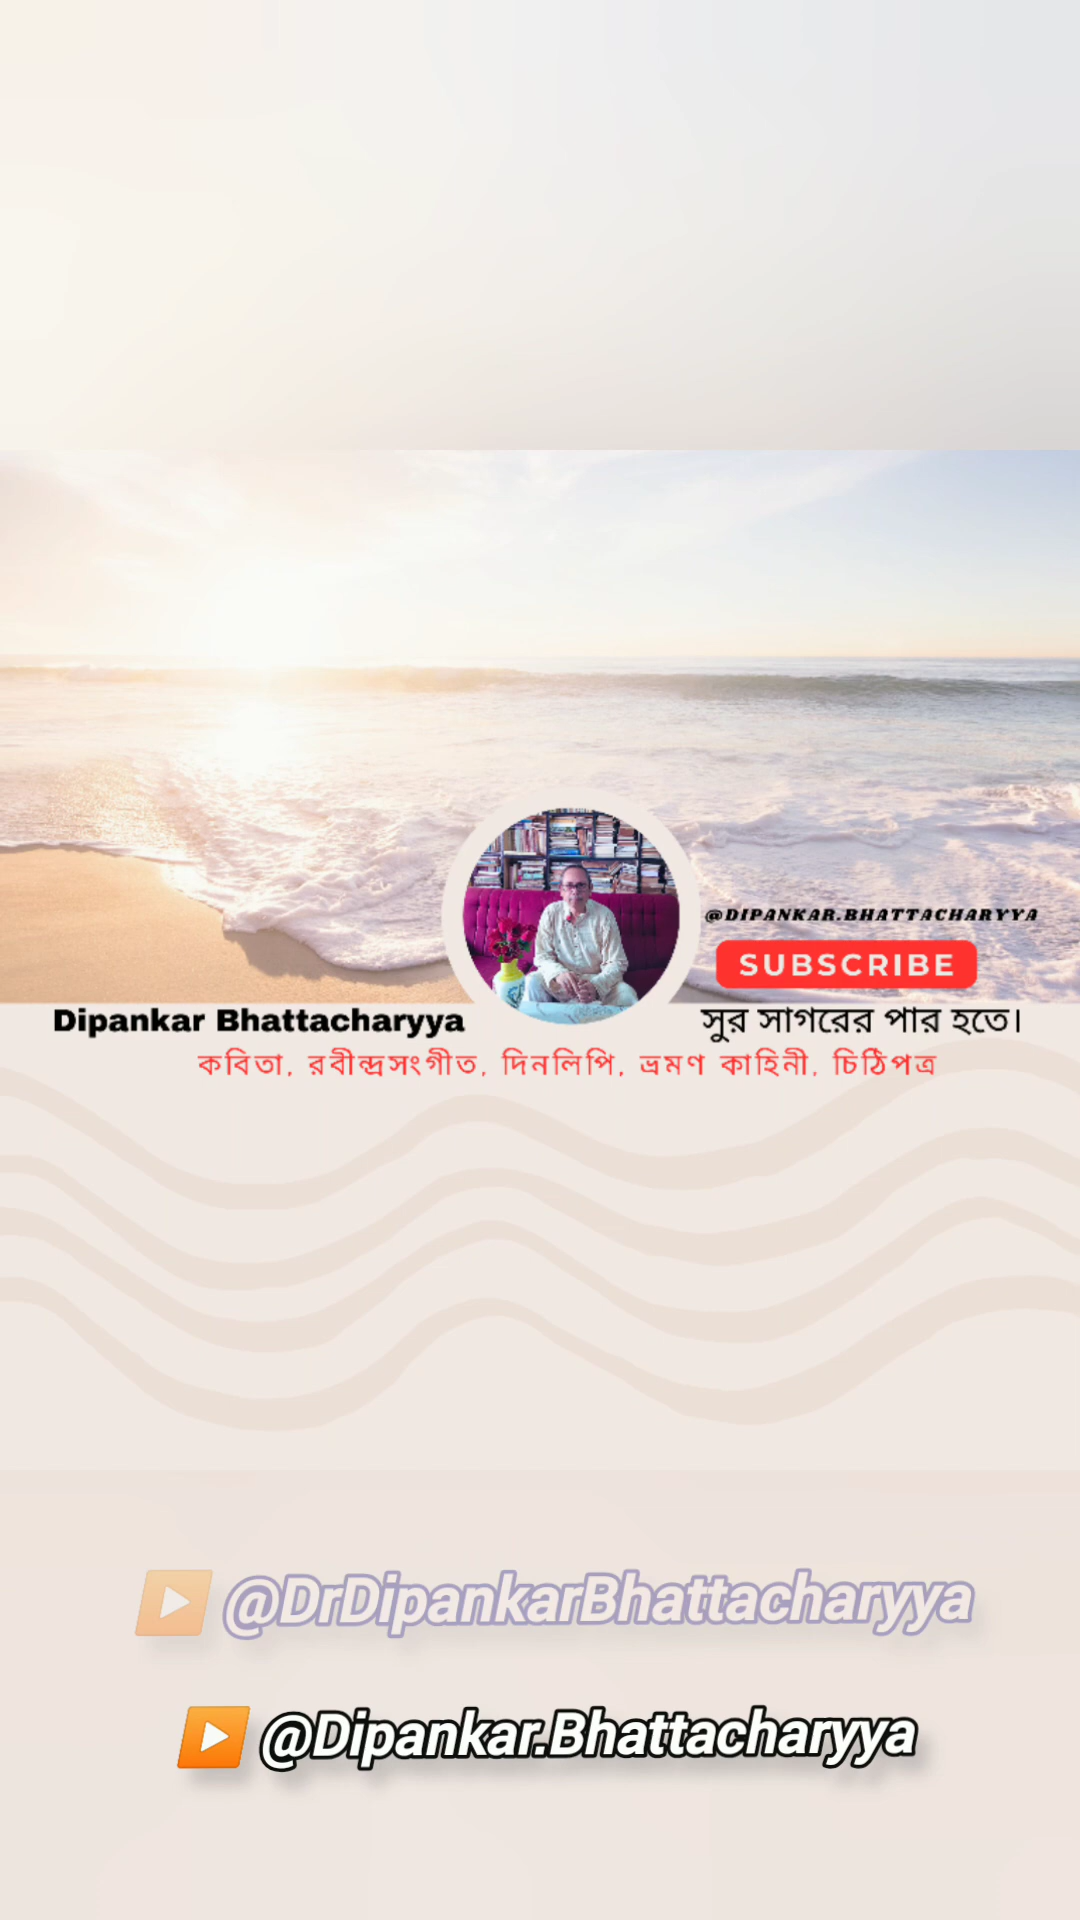 @DIPANKAR.BHATTACHARYYA
SUBSCRIBE
Dipankar Bhattacharyya
সুর সাগরের পার হতে।
কবিতা, রবীন্দ্রসংগীত, দিনলিপি, ভ্রমণ কাহিনী, চিঠিপত্র
@DrDipankarBhattacharyya
@Dipankar.Bhattacharyya